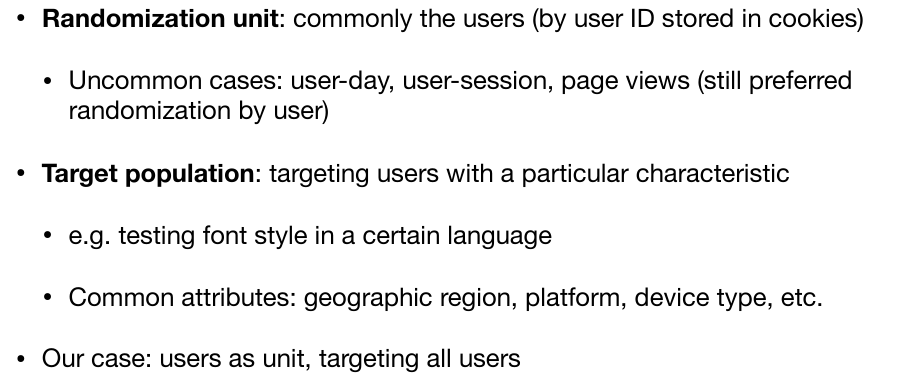 • Randomization unit: commonly the users (by user ID stored in cookies)
• Uncommon cases: user-day, user-session, page views (still preferred
randomization by user)
• Target population: targeting users with a particular characteristic
• e.g. testing font style in a certain language
• Common attributes: geographic region, platform, device type, etc.
• Our case: users as unit, targeting all users